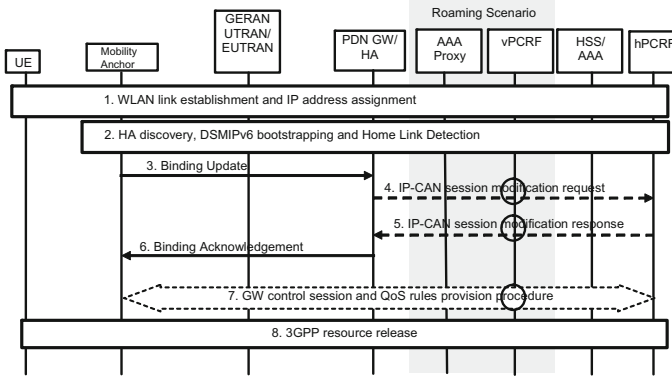 Roaming Scenario
GERAN
UTRAN/
EUTRAN
UE
Mobility
Anchor
PDN GW/
HA
AAA
Proxy
vPCRF
HSS/
AAA
hPCRF
1. WLAN link establishment and IP address assignment
2. HA discovery, DSMIPv6 bootstrapping and Home Link Detection
3. Binding Update
4. IP-CAN session modification request
5. IP-CAN session modification response
6. Binding Acknowledgement
7. GW control session and QoS rules provision procedure
8. 3GPP resource release